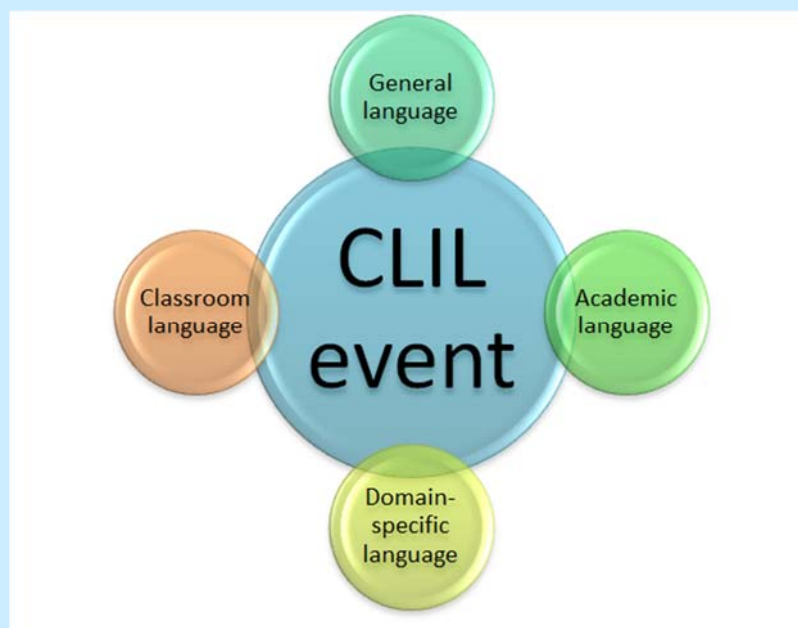 General
language
CLIL
event
Classroom
language
Academic
language
Domain-
specific
language